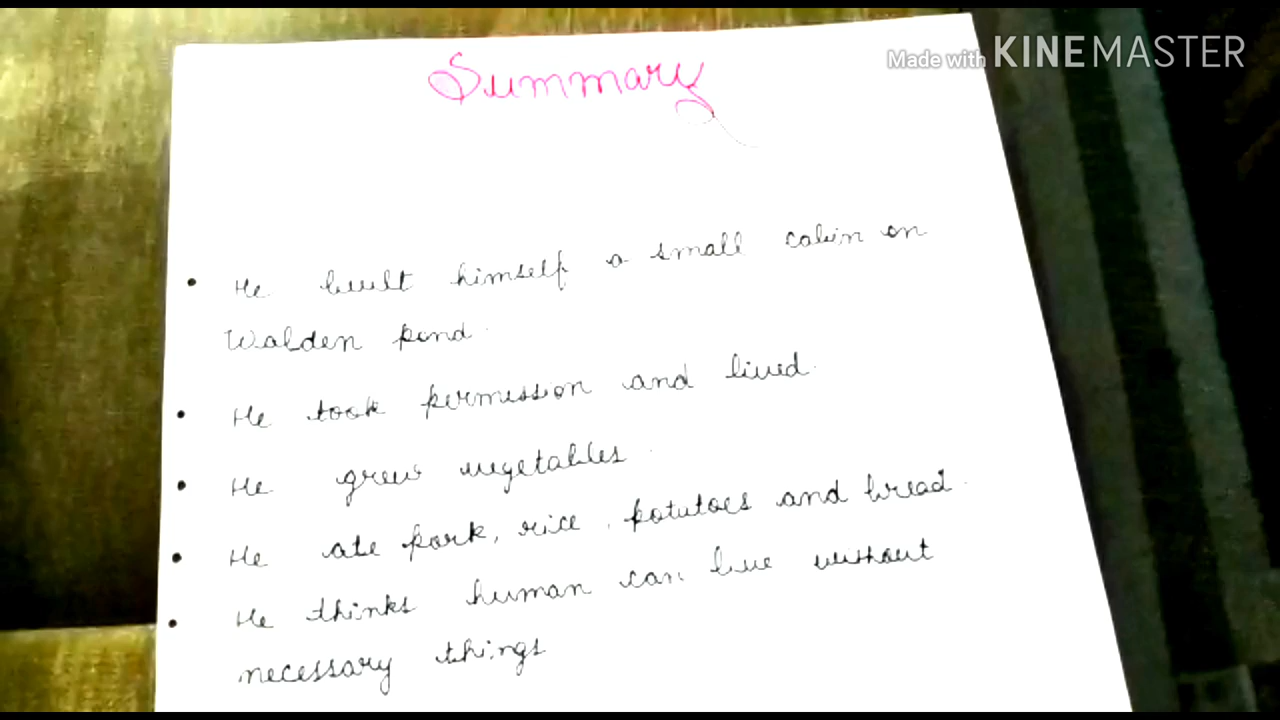 Made with KINEMASTER
Summary
• He built himself a small cabin on
Walden pond.
• He took permission and lived.
• He grew vegetables.
• He ate pork, rice, potutoes and bread.
• He thinks human can live without
necessary things